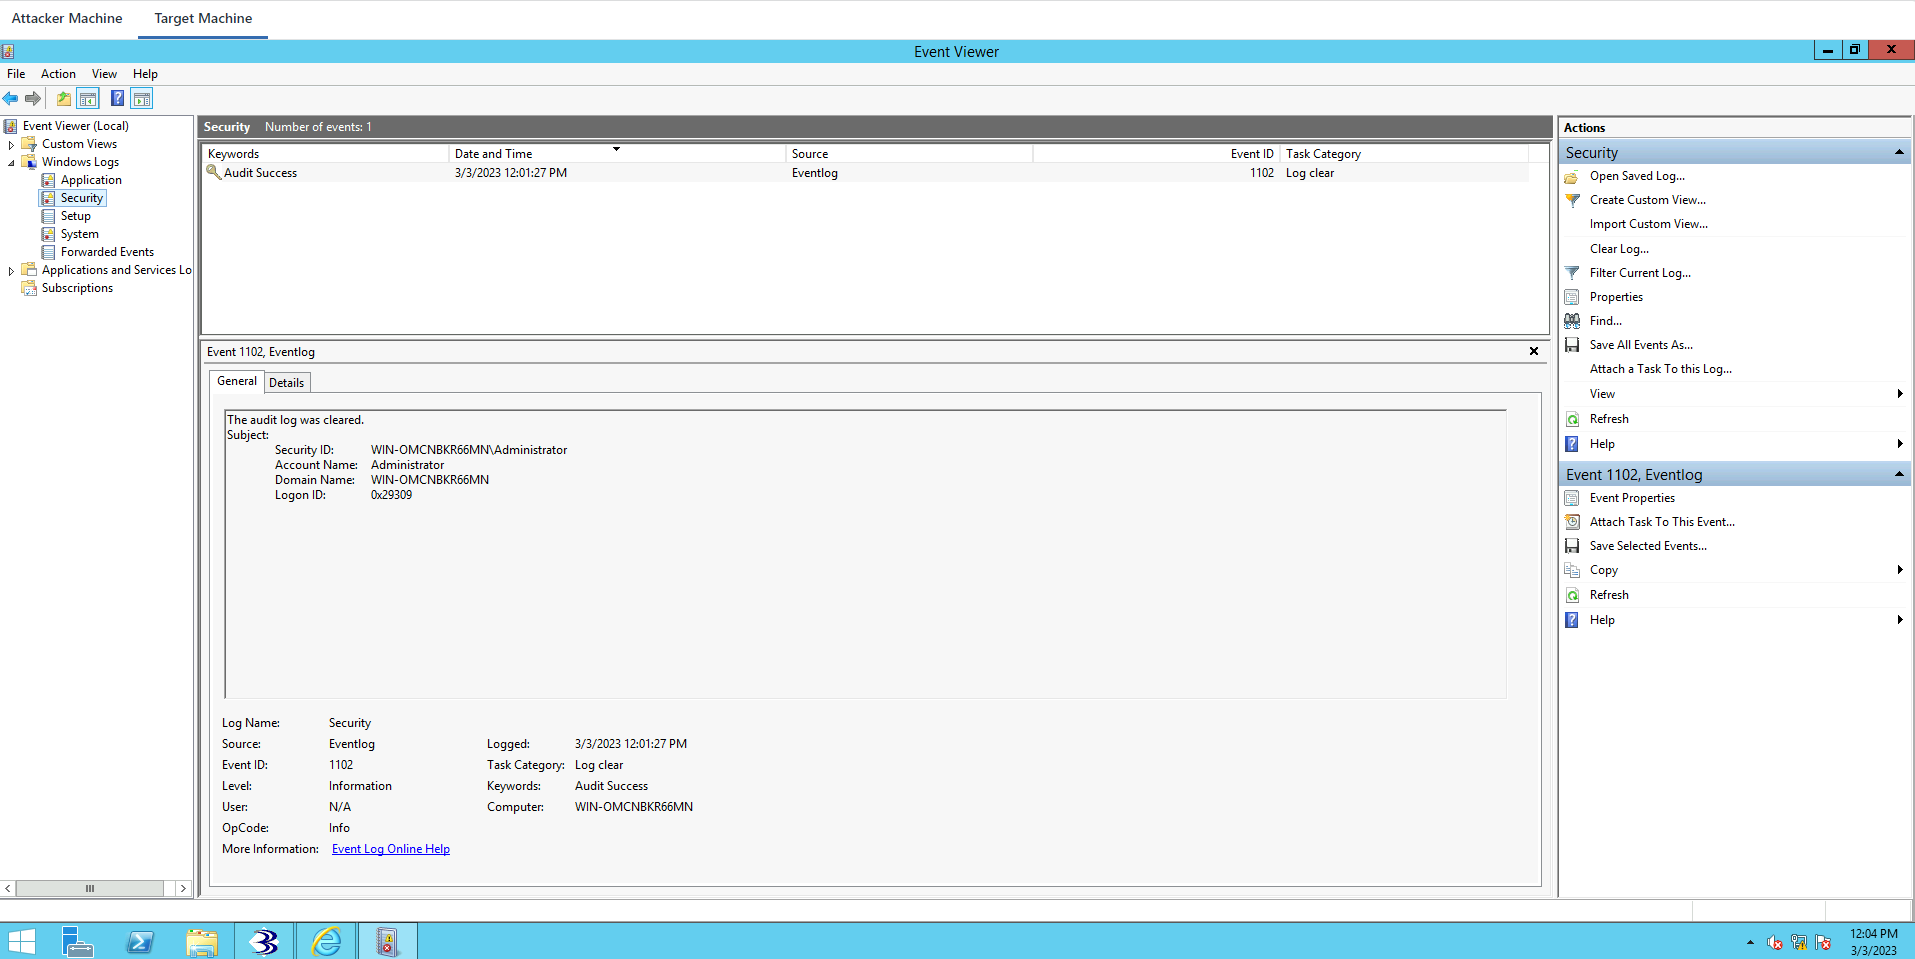 Attacker Machine Target Machine
Event Viewer
File Action View Help
Event Viewer (Local)
Custom Views
Windows Logs
Application
Security
Setup
System
Forwarded Events
Applications and Services Lo
Subscriptions
Security Number of events: 1
Keywords Date and Time Source Event ID Task Category
Audit Success 3/3/2023 12:01:27 PM Eventlog 1102 Log clear
Event 1102, Eventlog
General Details
The audit log was cleared.
Subject:
Security ID: WIN-OMCNBKR66MN\Administrator
Account Name: Administrator
Domain Name: WIN-OMCNBKR66MN
Logon ID: 0x29309
Log Name: Security
Source: Eventlog Logged: 3/3/2023 12:01:27 PM
Event ID: 1102 Task Category: Log clear
Level: Information Keywords: Audit Success
User: N/A Computer: WIN-OMCNBKR66MN
OpCode: Info
More Information: Event Log Online Help
Actions
Security
Open Saved Log...
Create Custom View...
Import Custom View...
Clear Log...
Filter Current Log...
Properties
Find...
Save All Events As...
Attach a Task To this Log...
View
Refresh
Help
Event 1102, Eventlog
Event Properties
Attach Task To This Event...
Save Selected Events...
Copy
Refresh
Help
12:04 PM
3/3/2023